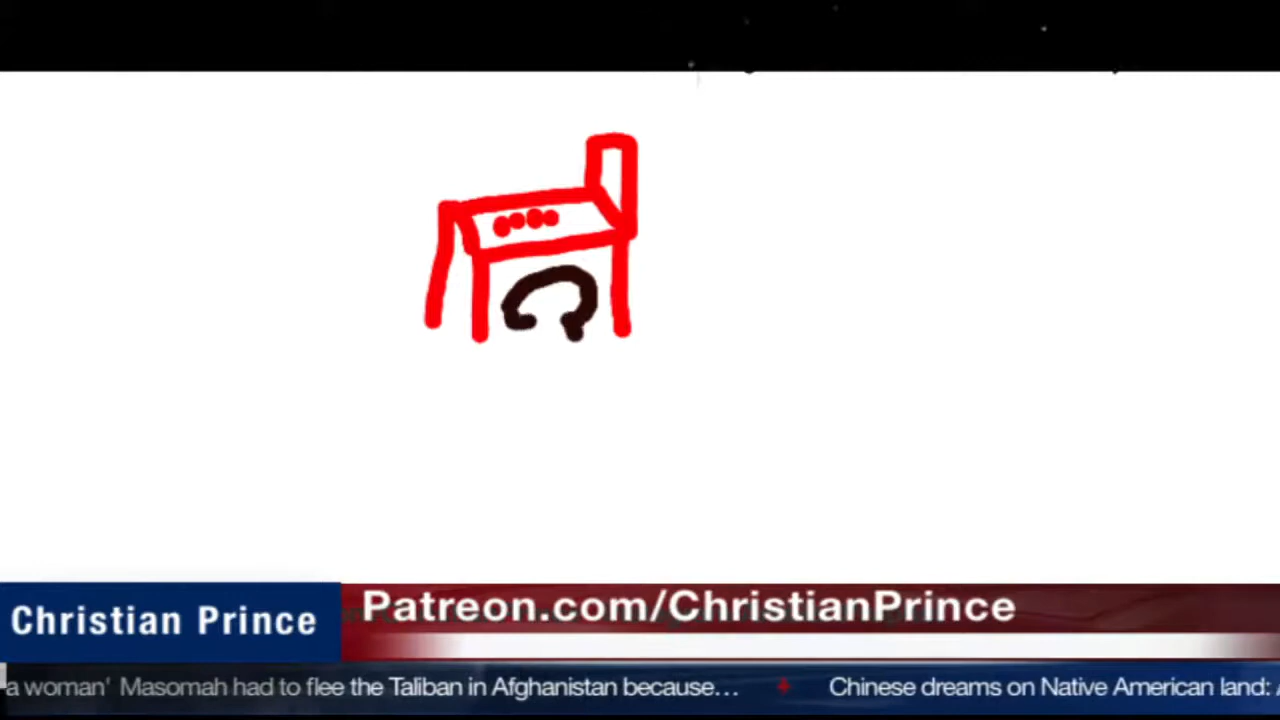 Christian Prince
Patreon.com/ChristianPrince
a woman' Masomah had to flee the Taliban in Afghanistan because... Chinese dreams on Native American land: